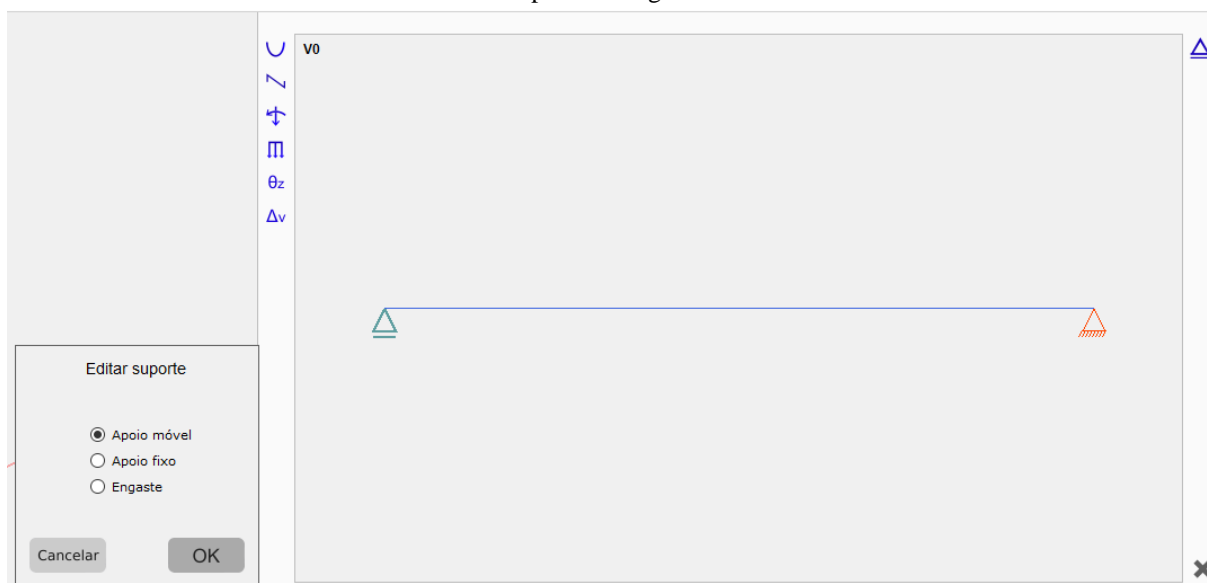 V0
θz
Δv
Editar suporte
Apoio móvel
Apoio fixo
Engaste
Cancelar
OK